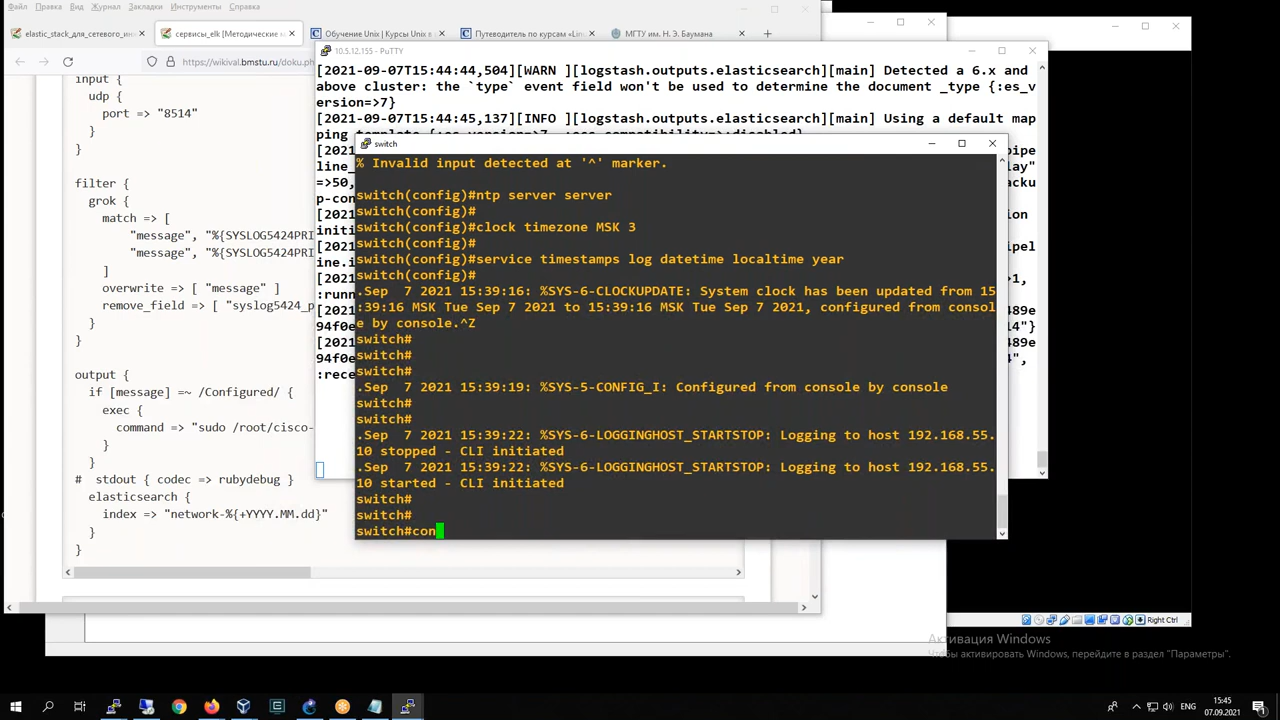 Файл Правка Вид Журнал Закладки Инструменты Справка
elastic_stack_для_сетевого_ин
сервисы_elk [Методические м
Обучение Unix | Курсы Unix в
Путеводитель по курсам «Linu
МГТУ им. Н. Э. Баумана
https://wikival.bmstu.ru/doku.ph
input {
udp {
port => "8514"
}
}
filter {
grok {
match => [
"message", "%{SYSLOG5424PRI
"message", "%{SYSLOG5424PRI
]
overwrite => [ "message" ]
remove_field => [ "syslog5424_p
}
}
output {
if [message] =~ /Configured/ {
exec {
command => "sudo /root/cisco-
}
}
# stdout { codec => rubydebug }
elasticsearch {
index => "network-%{+YYYY.MM.dd}"
}
}
10.5.12.155 - PuTTY
[2021-09-07T15:44:44,504][WARN ][logstash.outputs.elasticsearch][main] Detected a 6.x and
above cluster: the `type` event field won't be used to determine the document _type {:es_v
ersion=>7}
[2021-09-07T15:44:45,137][INFO ][logstash.outputs.elasticsearch][main] Using a default map
switch
% Invalid input detected at '^' marker.
switch(config)#ntp server server
switch(config)#
switch(config)#clock timezone MSK 3
switch(config)#
switch(config)#service timestamps log datetime localtime year
switch(config)#
.Sep  7 2021 15:39:16: %SYS-6-CLOCKUPDATE: System clock has been updated from 15
:39:16 MSK Tue Sep 7 2021 to 15:39:16 MSK Tue Sep 7 2021, configured from consol
e by console.^Z
switch#
switch#
switch#
.Sep  7 2021 15:39:19: %SYS-5-CONFIG_I: Configured from console by console
switch#
switch#
.Sep  7 2021 15:39:22: %SYS-6-LOGGINGHOST_STARTSTOP: Logging to host 192.168.55.
10 stopped - CLI initiated
.Sep  7 2021 15:39:22: %SYS-6-LOGGINGHOST_STARTSTOP: Logging to host 192.168.55.
10 started - CLI initiated
switch#
switch#
switch#con
Right Ctrl
Активация Windows
Чтобы активировать Windows, перейдите в раздел "Параметры".
ENG
15:45
07.09.2021